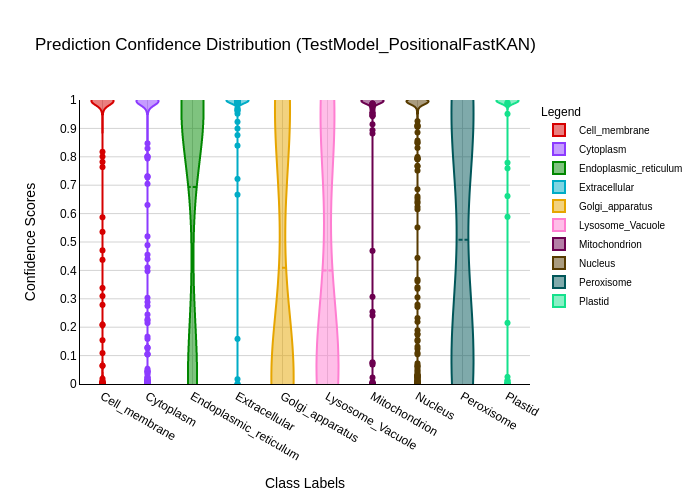 Prediction Confidence Distribution (TestModel_PositionalFastKAN)
Confidence Scores
1
0.9
0.8
0.7
0.6
0.5
0.4
0.3
0.2
0.1
0
Cell_membrane
Cytoplasm
Endoplasmic_reticulum
Extracellular
Golgi_apparatus
Lysosome_Vacuole
Mitochondrion
Nucleus
Peroxisome
Plastid
Class Labels
Legend
Cell_membrane
Cytoplasm
Endoplasmic_reticulum
Extracellular
Golgi_apparatus
Lysosome_Vacuole
Mitochondrion
Nucleus
Peroxisome
Plastid